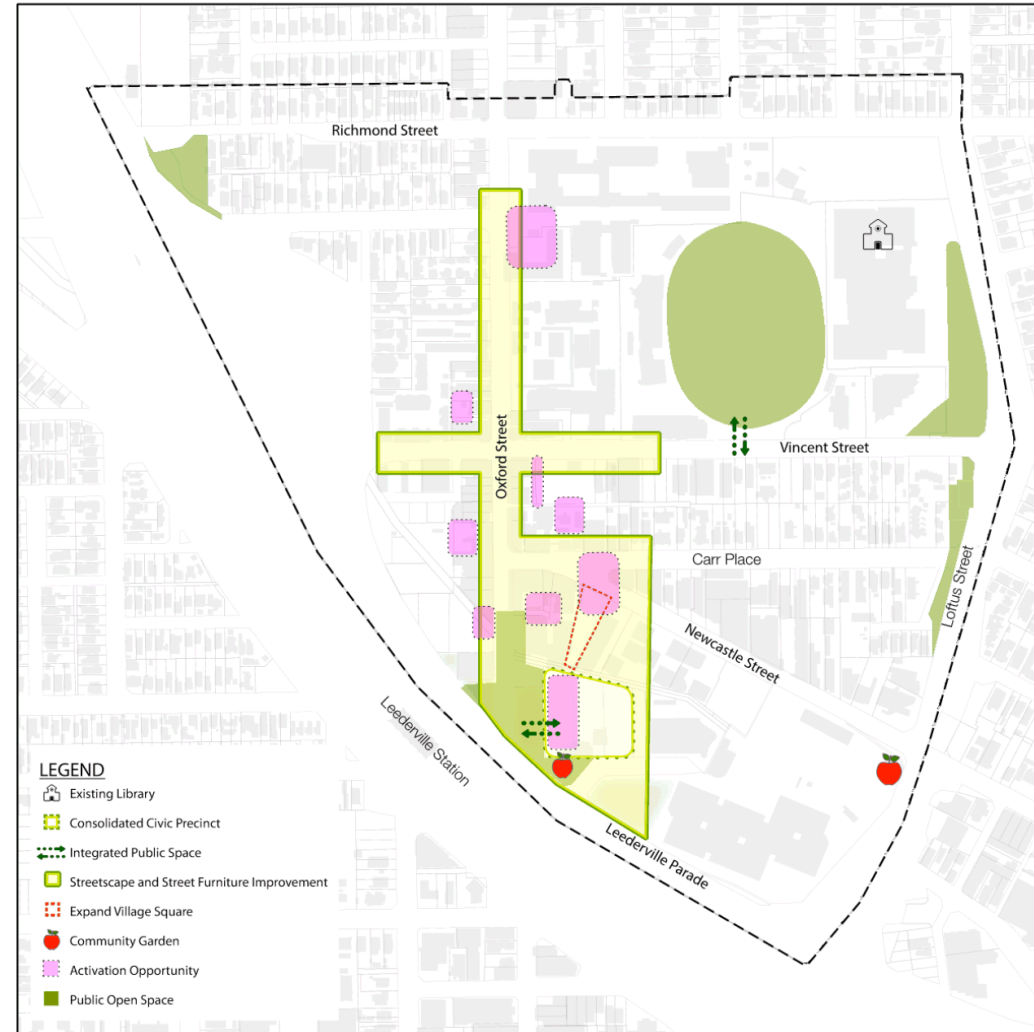 Richmond Street
Oxford Street
Vincent Street
Carr Place
Loftus Street
Newcastle Street
Leederville Station
Leederville Parade
LEGEND
Existing Library
Consolidated Civic Precinct
Integrated Public Space
Streetscape and Street Furniture Improvement
Expand Village Square
Community Garden
Activation Opportunity
Public Open Space